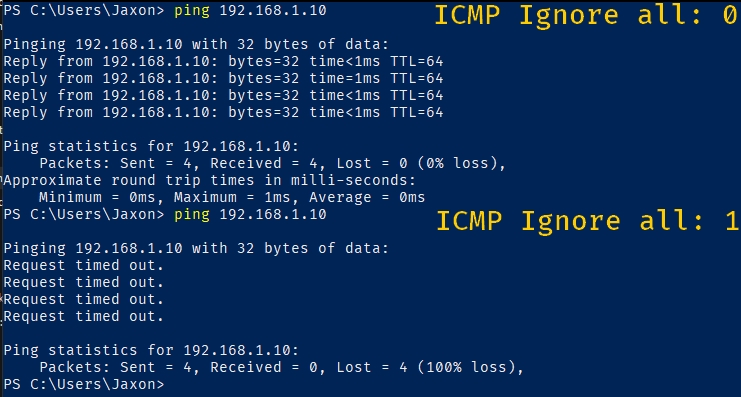 PS C:\Users\Jaxon> ping 192.168.1.10
ICMP Ignore all: 0
Pinging 192.168.1.10 with 32 bytes of data:
Reply from 192.168.1.10: bytes=32 time<1ms TTL=64
Reply from 192.168.1.10: bytes=32 time=1ms TTL=64
Reply from 192.168.1.10: bytes=32 time<1ms TTL=64
Reply from 192.168.1.10: bytes=32 time<1ms TTL=64
Ping statistics for 192.168.1.10:
Packets: Sent = 4, Received = 4, Lost = 0 (0% loss),
Approximate round trip times in milli-seconds:
Minimum = 0ms, Maximum = 1ms, Average = 0ms
PS C:\Users\Jaxon> ping 192.168.1.10
ICMP Ignore all: 1
Pinging 192.168.1.10 with 32 bytes of data:
Request timed out.
Request timed out.
Request timed out.
Request timed out.
Ping statistics for 192.168.1.10:
Packets: Sent = 4, Received = 0, Lost = 4 (100% loss),
PS C:\Users\Jaxon>